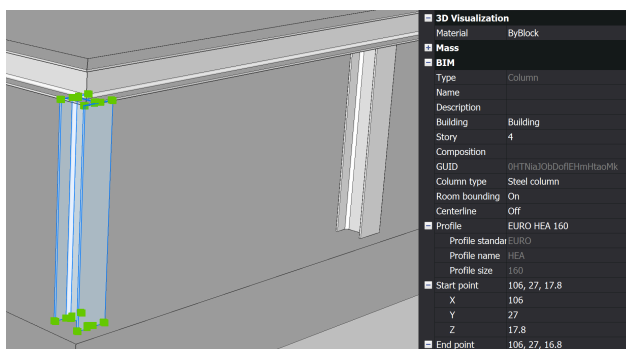 3D Visualization
Material ByBlock
Mass
BIM
Type Column
Name
Description
Building Building
Story 4
Composition
GUID
Column type Steel column
Room bounding On
Centerline Off
Profile EURO HEA 160
Profile standar EURO
Profile name HEA
Profile size 160
Start point 106, 27, 17.8
X 106
Y 27
Z 17.8
End point 106, 27, 16.8